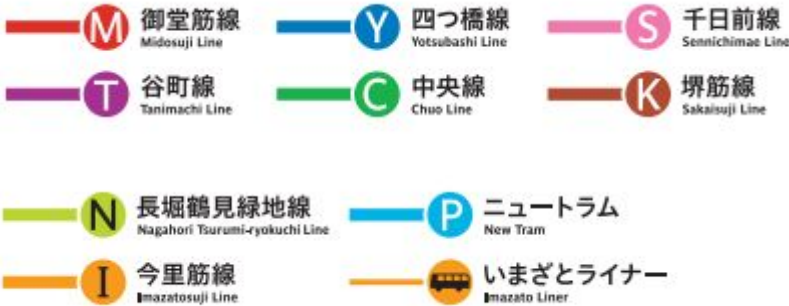 M 御堂筋線 Y 四つ橋線 S 千日前線
Midosuji Line Yotsubashi Line Sennichimae Line
T 谷町線 C 中央線 K 堺筋線
Tanimachi Line Chuo Line Sakaisuji Line
N 長堀鶴見緑地線 P ニュートラム
Nagahori Tsurumi-ryokuchi Line New Tram
I 今里筋線 いまざとライナー
Imazatosuji Line Imazato Liner